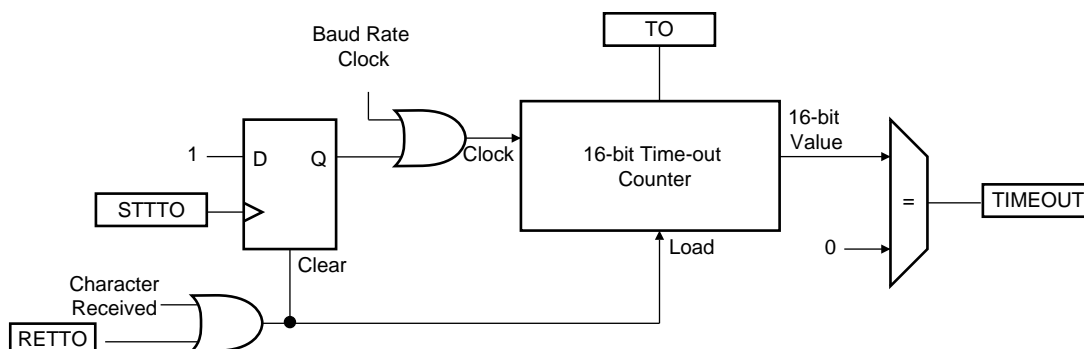 TO
Baud Rate
Clock
1
D
Q
Clock
16-bit Time-out
Counter
16-bit
Value
STTTO
=
TIMEOUT
Clear
Load
0
Character
Received
RETTO